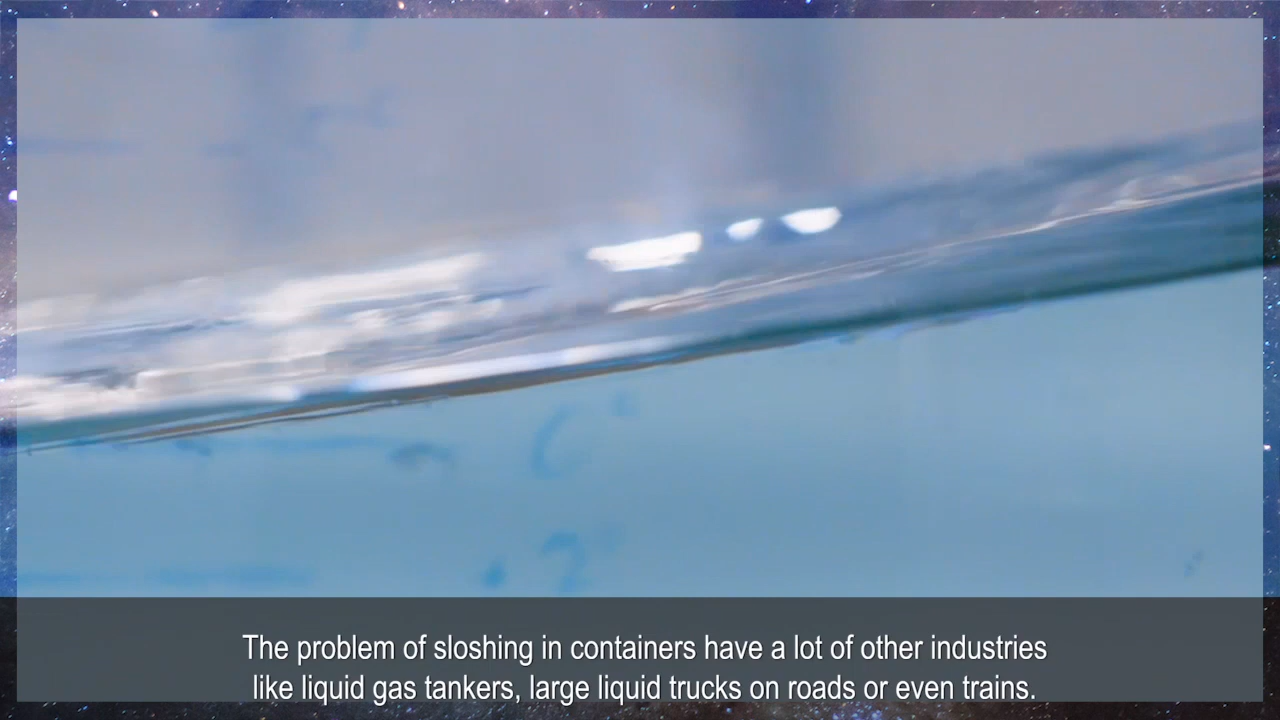 The problem of sloshing in containers have a lot of other industries
like liquid gas tankers, large liquid trucks on roads or even trains.